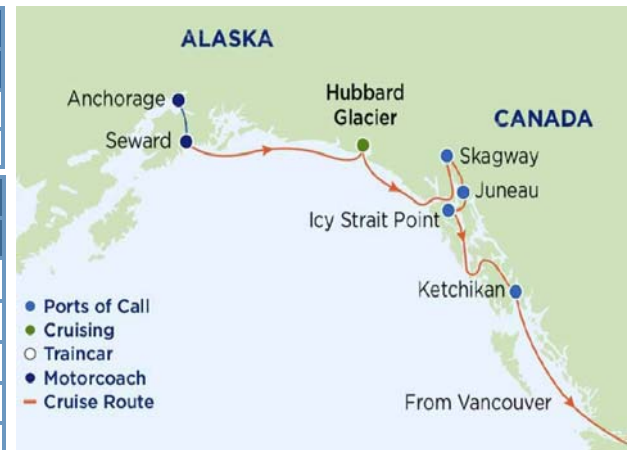 ALASKA
Anchorage
Seward
Hubbard
Glacier
CANADA
Skagway
Juneau
Icy Strait Point
Ketchikan
Ports of Call
Cruising
Traincar
Motorcoach
Cruise Route
From Vancouver